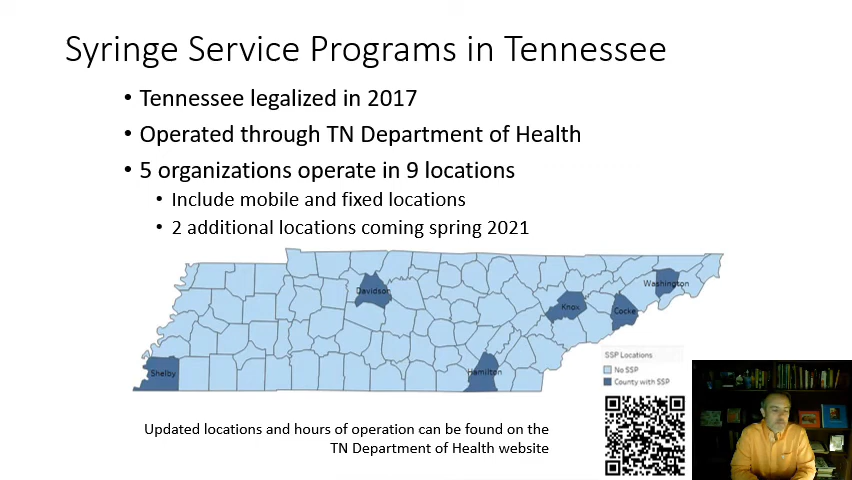 Syringe Service Programs in Tennessee
• Tennessee legalized in 2017
• Operated through TN Department of Health
• 5 organizations operate in 9 locations
• Include mobile and fixed locations
• 2 additional locations coming spring 2021
Davidson
Washington
Knox
Cocke
Shelby
Hamilton
SSP Locations
No SSP
County with SSP
Updated locations and hours of operation can be found on the
TN Department of Health website